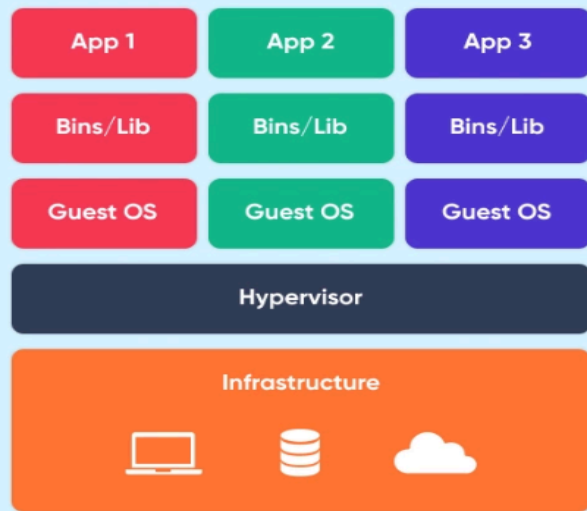 App 1
App 2
App 3
Bins/Lib
Bins/Lib
Bins/Lib
Guest OS
Guest OS
Guest OS
Hypervisor
Infrastructure